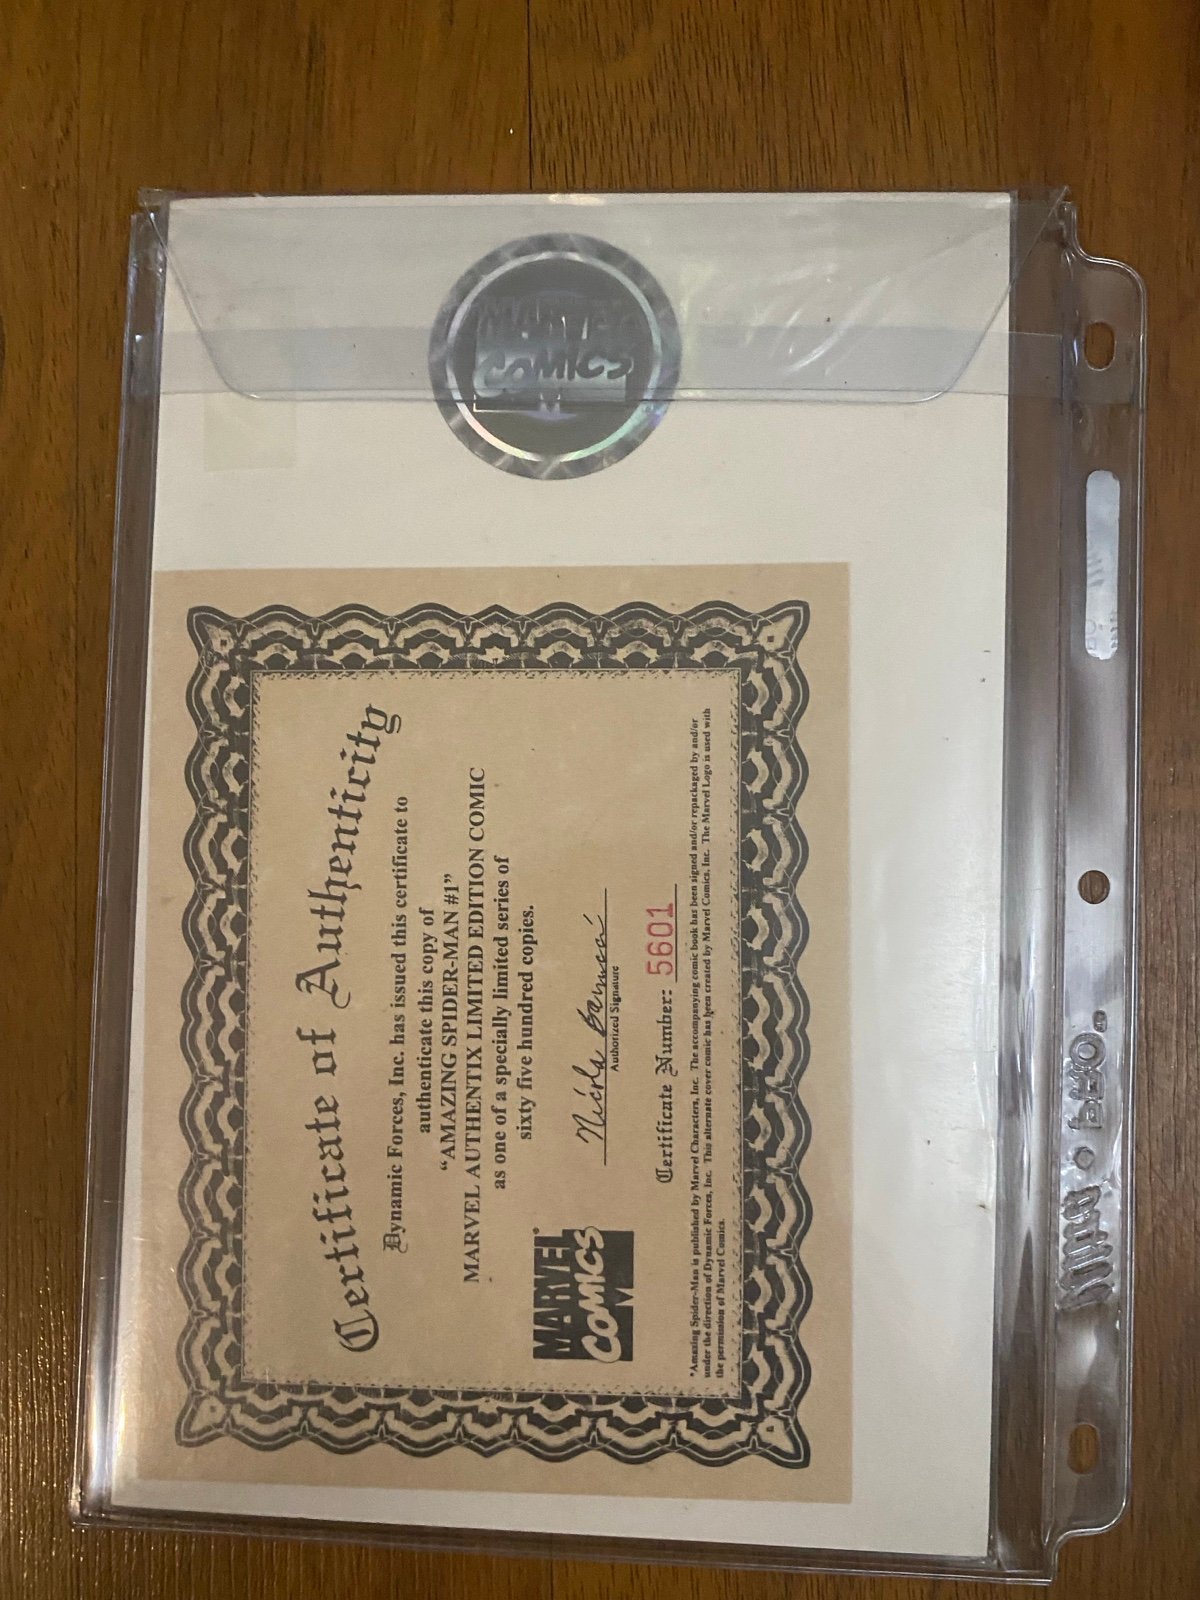 MARVEL
COMICS
Certificate of Authenticity
Dynamic Forces, Inc. has issued this certificate to
authenticate this copy of
"AMAZING SPIDER-MAN #1"
MARVEL AUTHENTIX LIMITED EDITION COMIC
as one of a specially limited series of
sixty five hundred copies.
MARVEL®
COMICS
Authorized Signature
Certificate Number: 5601
*Amazing Spider-Man is published by Marvel Characters, Inc. The accompanying comic book has been signed and/or repackaged by and/or
under the direction of Dynamic Forces, Inc. This alternate cover comic has been created by Marvel Comics, Inc. The Marvel Logo is used with
the permission of Marvel Comics.